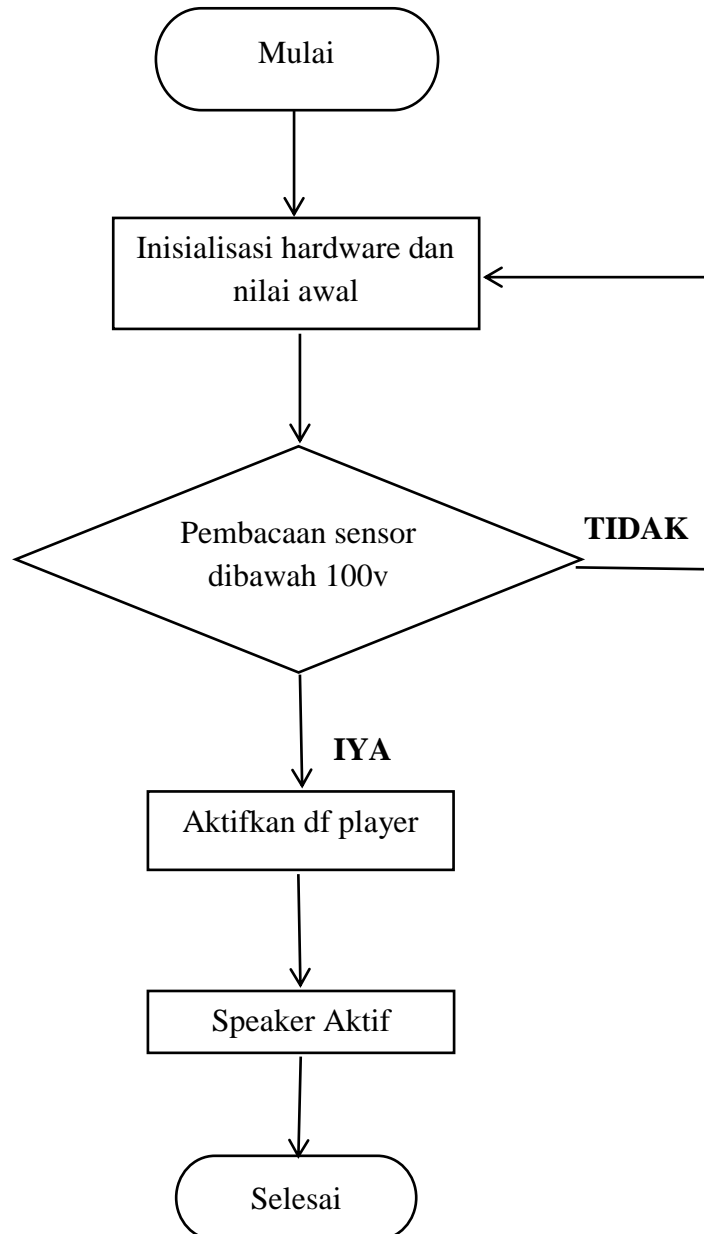 Mulai
Inisialisasi hardware dan
nilai awal
Pembacaan sensor
dibawah 100v
TIDAK
IYA
Aktifkan df player
Speaker Aktif
Selesai